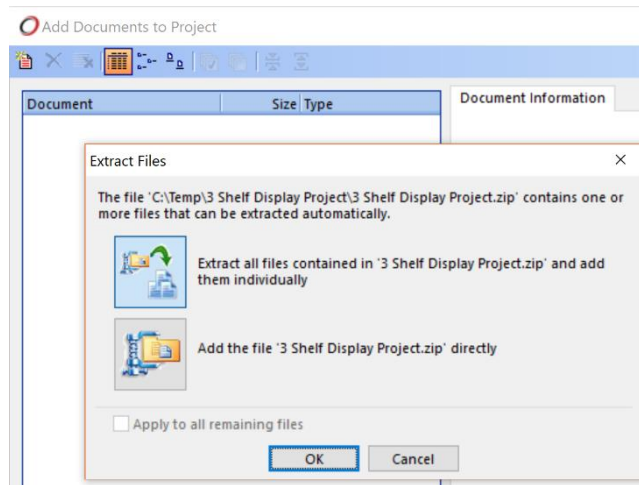 Add Documents to Project
Document Size Type
Document Information
Extract Files
The file 'C:\Temp\3 Shelf Display Project\3 Shelf Display Project.zip' contains one or
more files that can be extracted automatically.
Extract all files contained in '3 Shelf Display Project.zip' and add
them individually
Add the file '3 Shelf Display Project.zip' directly
Apply to all remaining files
OK Cancel